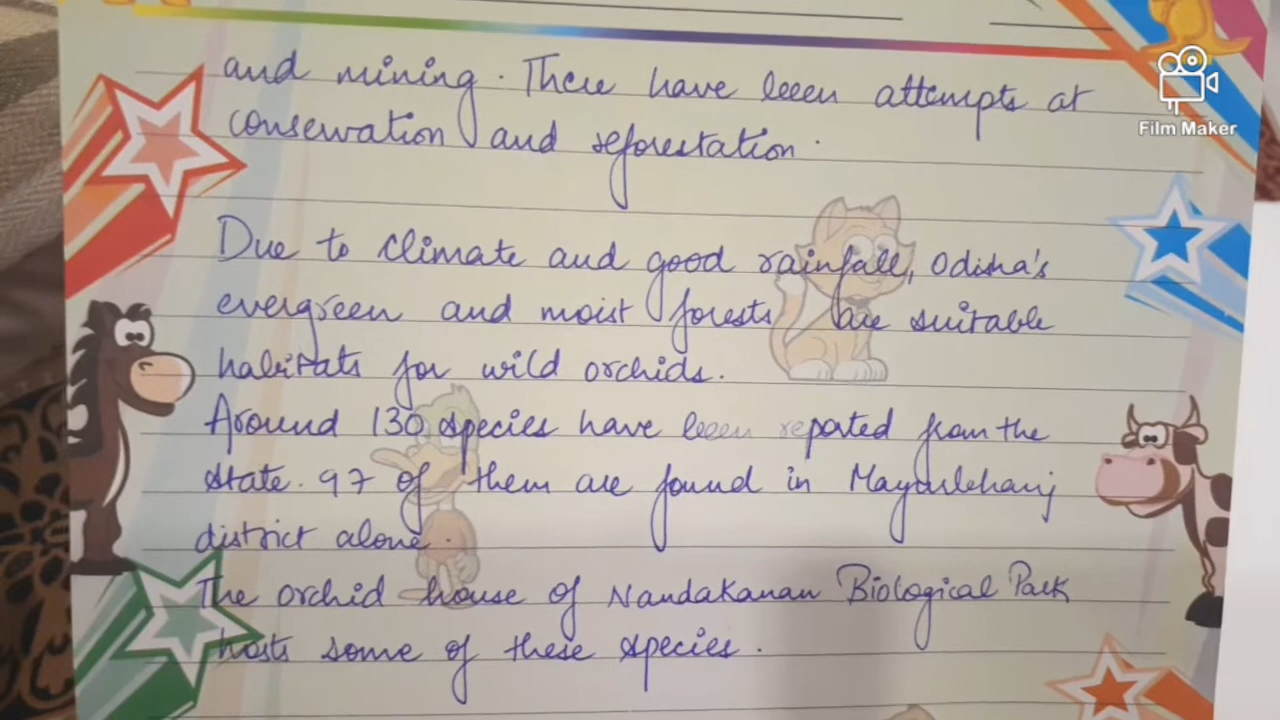 and mining. There have been attempts at
conservation and reforestation.
Film Maker
Due to climate and good rainfall, Odisha's
evergreen and moist forests are suitable
habitats for wild orchids.
Around 130 species have been reported from the
state. 97 of them are found in Mayurbhanj
district alone.
The orchid house of Nandakanan Biological Park
hosts some of these species.